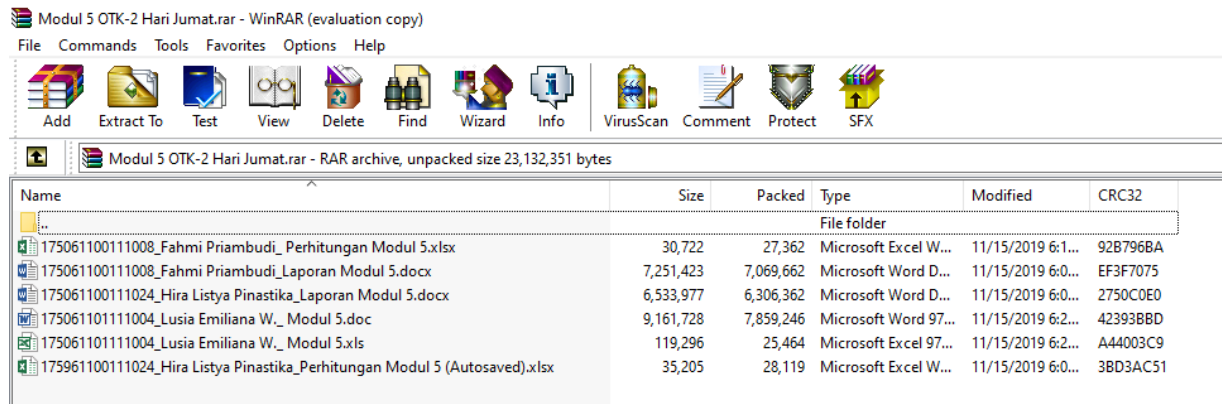 Modul 5 OTK-2 Hari Jumat.rar - WinRAR (evaluation copy)
File Commands Tools Favorites Options Help
Add Extract To Test View Delete Find Wizard Info VirusScan Comment Protect SFX
Modul 5 OTK-2 Hari Jumat.rar - RAR archive, unpacked size 23,132,351 bytes
Name Size Packed Type Modified CRC32
.. File folder
175061100111008_Fahmi Priambudi_ Perhitungan Modul 5.xlsx 30,722 27,362 Microsoft Excel W... 11/15/2019 6:1... 92B796BA
175061100111008_Fahmi Priambudi_Laporan Modul 5.docx 7,251,423 7,069,662 Microsoft Word D... 11/15/2019 6:0... EF3F7075
175061100111024_Hira Listya Pinastika_Laporan Modul 5.docx 6,533,977 6,306,362 Microsoft Word D... 11/15/2019 6:0... 2750C0E0
175061101111004_Lusia Emiliana W._ Modul 5.doc 9,161,728 7,859,246 Microsoft Word 97... 11/15/2019 6:2... 42393BBD
175061101111004_Lusia Emiliana W._ Modul 5.xls 119,296 25,464 Microsoft Excel 97... 11/15/2019 6:2... A44003C9
175961100111024_Hira Listya Pinastika_Perhitungan Modul 5 (Autosaved).xlsx 35,205 28,119 Microsoft Excel W... 11/15/2019 6:0... 3BD3AC51